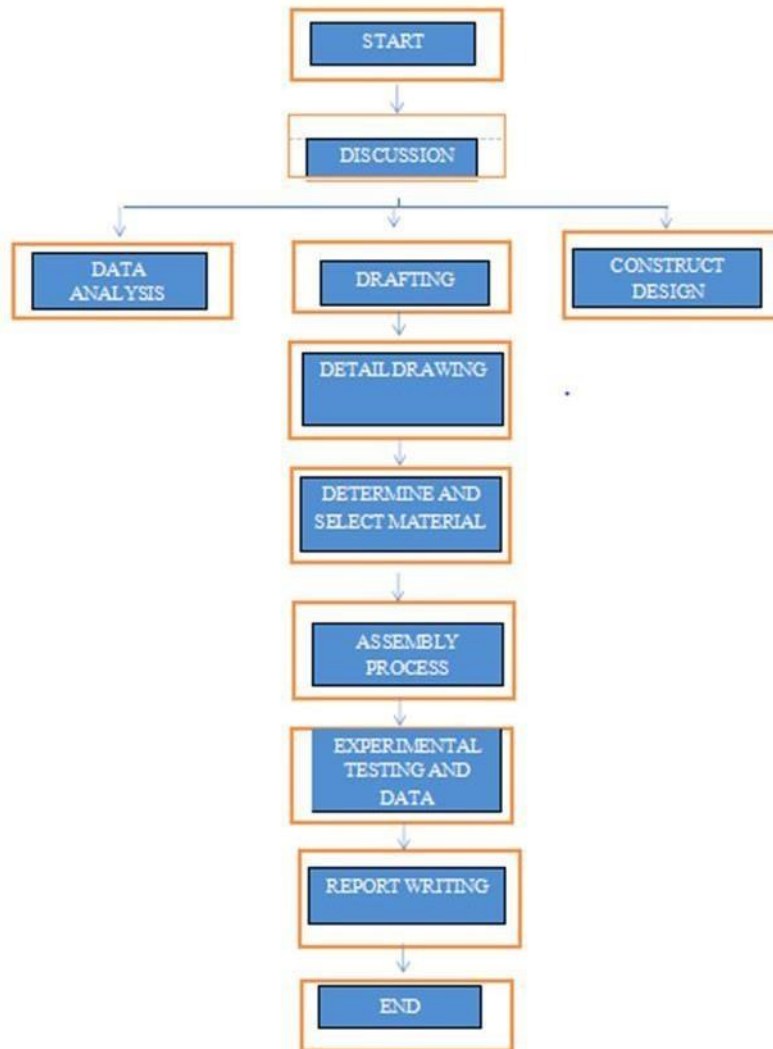 START
DISCUSSION
DATA
ANALYSIS
DRAFTING
CONSTRUCT
DESIGN
DETAIL DRAWING
DETERMINE AND
SELECT MATERIAL
ASSEMBLY
PROCESS
EXPERIMENTAL
TESTING AND
DATA
REPORT WRITING
END